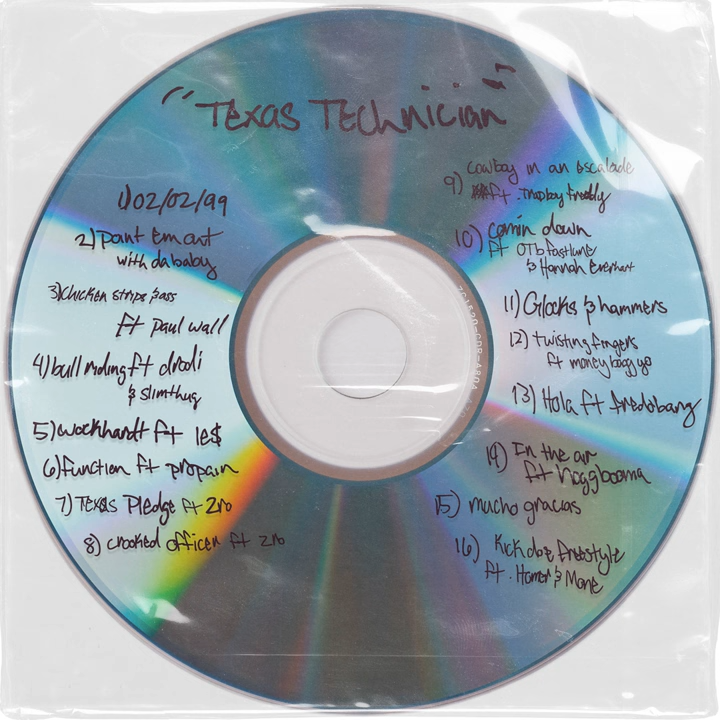 "Texas Technician"
1) 02/02/99
2) paint Em out
with dababy
3) chicken strips & ass
ft paul wall
4) bull riding ft drodi
& slim thug
5) wockhardt ft le$
6) function ft propain
7) Texas Pledge ft Zro
8) crooked officer ft zro
9) cowboy in an escalade
ft. Trapboy freddy
10) comin down
ft OTB fastlane
& Hannah Everhart
11) Glocks & hammers
12) twisting fingers
ft moneybagg yo
13) Hola ft fredobang
14) In the air
ft Hoggbooma
15) mucho gracias
16) Kickdoe freestyle
ft. Homer & Mone